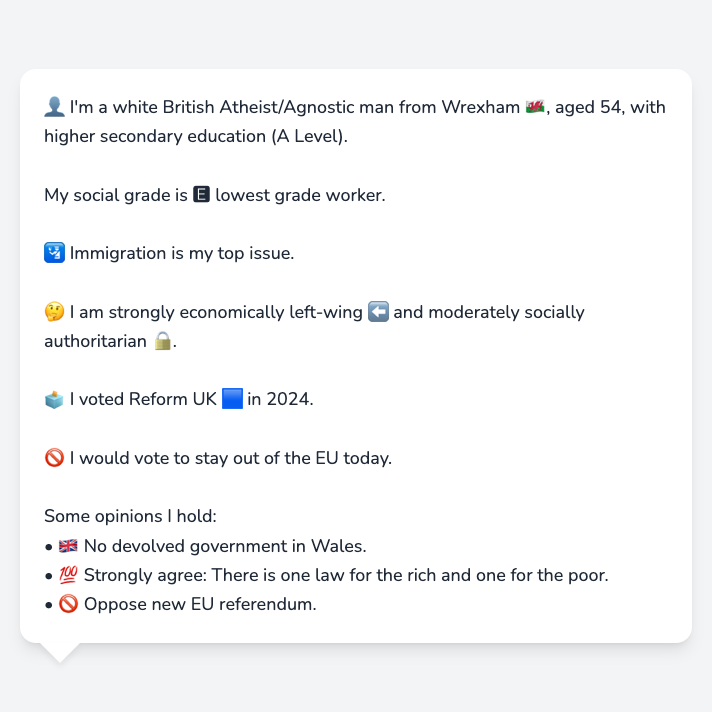 👤 I'm a white British Atheist/Agnostic man from Wrexham 🏴󠁧󠁢󠁷󠁬󠁳󠁿, aged 54, with
higher secondary education (A Level).
My social grade is 🅴 lowest grade worker.
🛂 Immigration is my top issue.
🤔 I am strongly economically left-wing ⬅️ and moderately socially
authoritarian 🔒.
🗳️ I voted Reform UK 🟦 in 2024.
🚫 I would vote to stay out of the EU today.
Some opinions I hold:
• 🇬🇧 No devolved government in Wales.
• 💯 Strongly agree: There is one law for the rich and one for the poor.
• 🚫 Oppose new EU referendum.